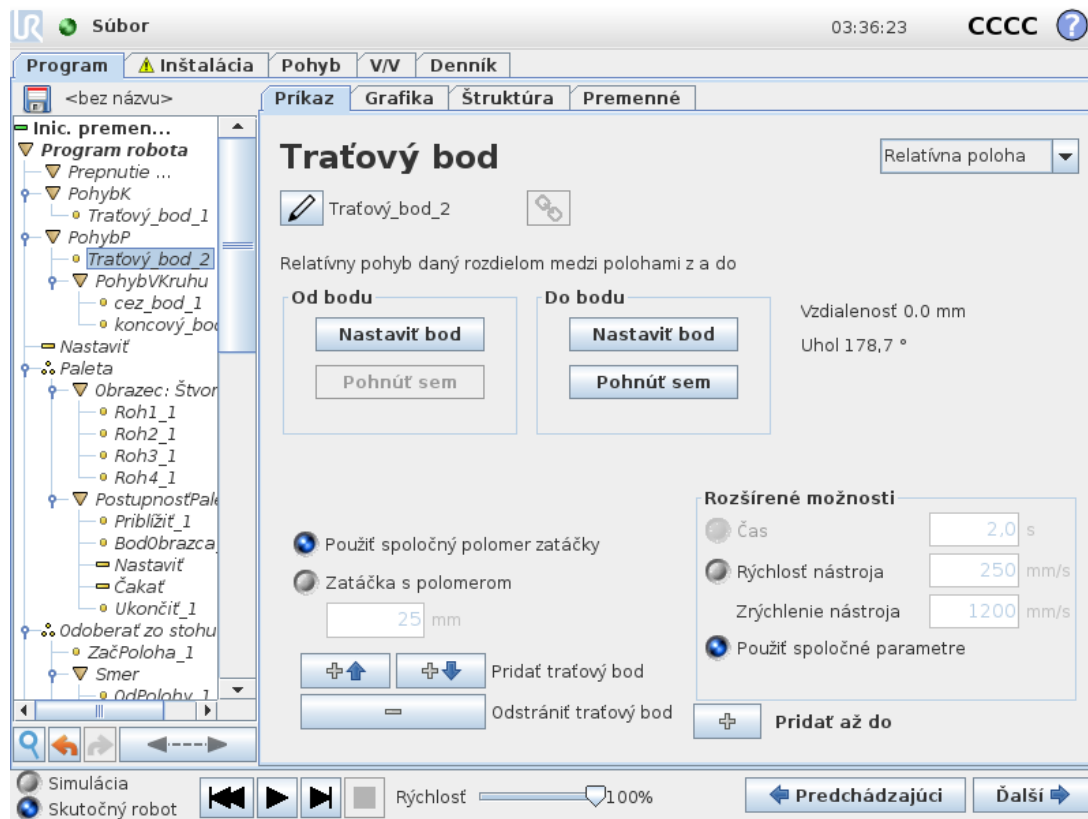 Súbor
03:36:23
CCCC
?
Program
Inštalácia
Pohyb
V/V
Denník
<bez názvu>
Príkaz
Grafika
Štruktúra
Premenné
Inic. premen...
Program robota
Prepnutie ...
PohybK
Traťový_bod_1
PohybP
Traťový_bod_2
PohybVKruhu
cez_bod_1
koncový_bod
Nastaviť
Paleta
Obrazec: Štvor
Roh1_1
Roh2_1
Roh3_1
Roh4_1
PostupnosťPale
Priblížiť_1
BodObrazca_
Nastaviť
Čakať
Ukončiť_1
Odoberať zo stohu
ZačPoloha_1
Smer
OdPolohy_1
Traťový bod
Relatívna poloha
Traťový_bod_2
Relatívny pohyb daný rozdielom medzi polohami z a do
Od bodu
Nastaviť bod
Pohnúť sem
Do bodu
Nastaviť bod
Pohnúť sem
Vzdialenosť 0.0 mm
Uhol 178,7 °
Použiť spoločný polomer zatáčky
Zatáčka s polomerom
25 mm
Pridať traťový bod
Odstrániť traťový bod
Rozšírené možnosti
Čas 2,0 s
Rýchlosť nástroja 250 mm/s
Zrýchlenie nástroja 1200 mm/s
Použiť spoločné parametre
Pridať až do
Simulácia
Skutočný robot
Rýchlosť 100%
Predchádzajúci
Ďalší